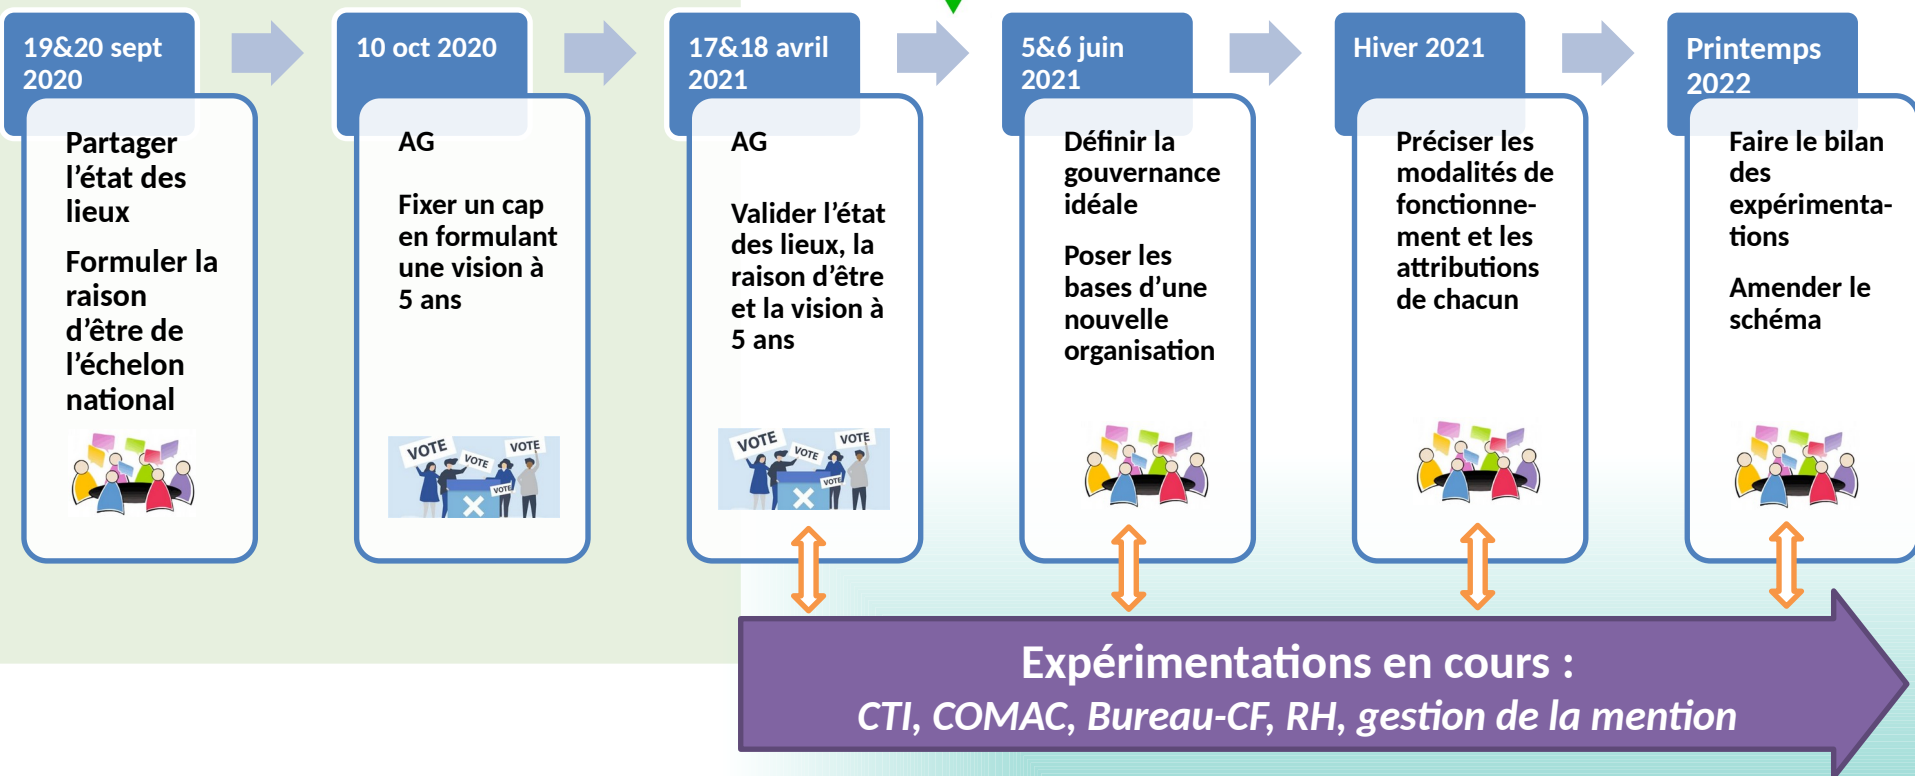 19&20 sept
2020
Partager
l’état des
lieux
Formuler la
raison
d’être de
l’échelon
national
10 oct 2020
AG
Fixer un cap
en formulant
une vision à
5 ans
VOTE
VOTE
VOTE
VOTE
17&18 avril
2021
AG
Valider l’état
des lieux, la
raison d’être
et la vision à
5 ans
VOTE
VOTE
VOTE
VOTE
5&6 juin
2021
Définir la
gouvernance
idéale
Poser les
bases d’une
nouvelle
organisation
Hiver 2021
Préciser les
modalités de
fonctionne-
ment et les
attributions
de chacun
Printemps
2022
Faire le bilan
des
expérimenta-
tions
Amender le
schéma
Expérimentations en cours :
CTI, COMAC, Bureau-CF, RH, gestion de la mention